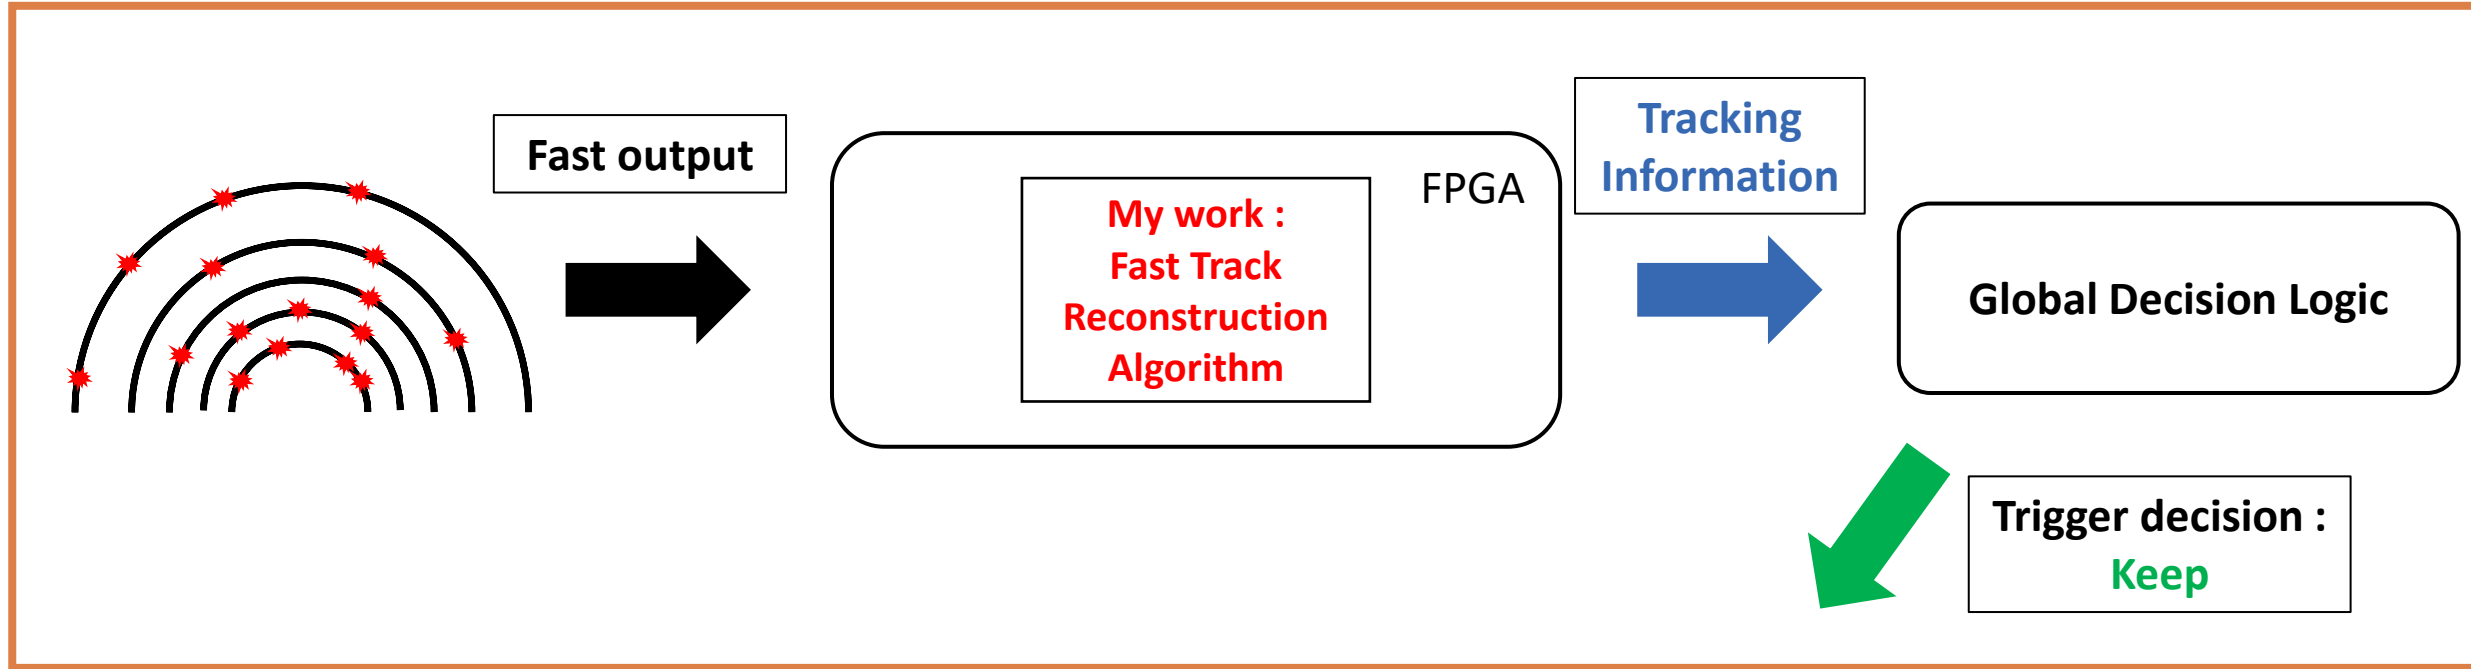 Fast output
FPGA
My work :
Fast Track
Reconstruction
Algorithm
Tracking
Information
Global Decision Logic
Trigger decision :
Keep